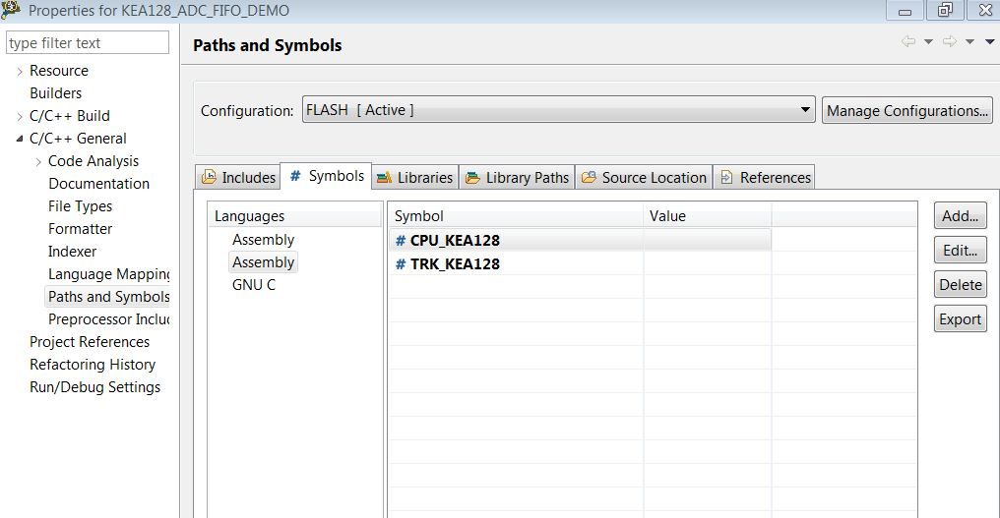 Properties for KEA128_ADC_FIFO_DEMO
type filter text
Resource
Builders
C/C++ Build
C/C++ General
Code Analysis
Documentation
File Types
Formatter
Indexer
Language Mapping
Paths and Symbols
Preprocessor Inclu
Project References
Refactoring History
Run/Debug Settings
Paths and Symbols
Configuration: FLASH [ Active ] Manage Configurations...
Includes # Symbols Libraries Library Paths Source Location References
Languages
Assembly
Assembly
GNU C
Symbol Value
# CPU_KEA128
# TRK_KEA128
Add...
Edit...
Delete
Export